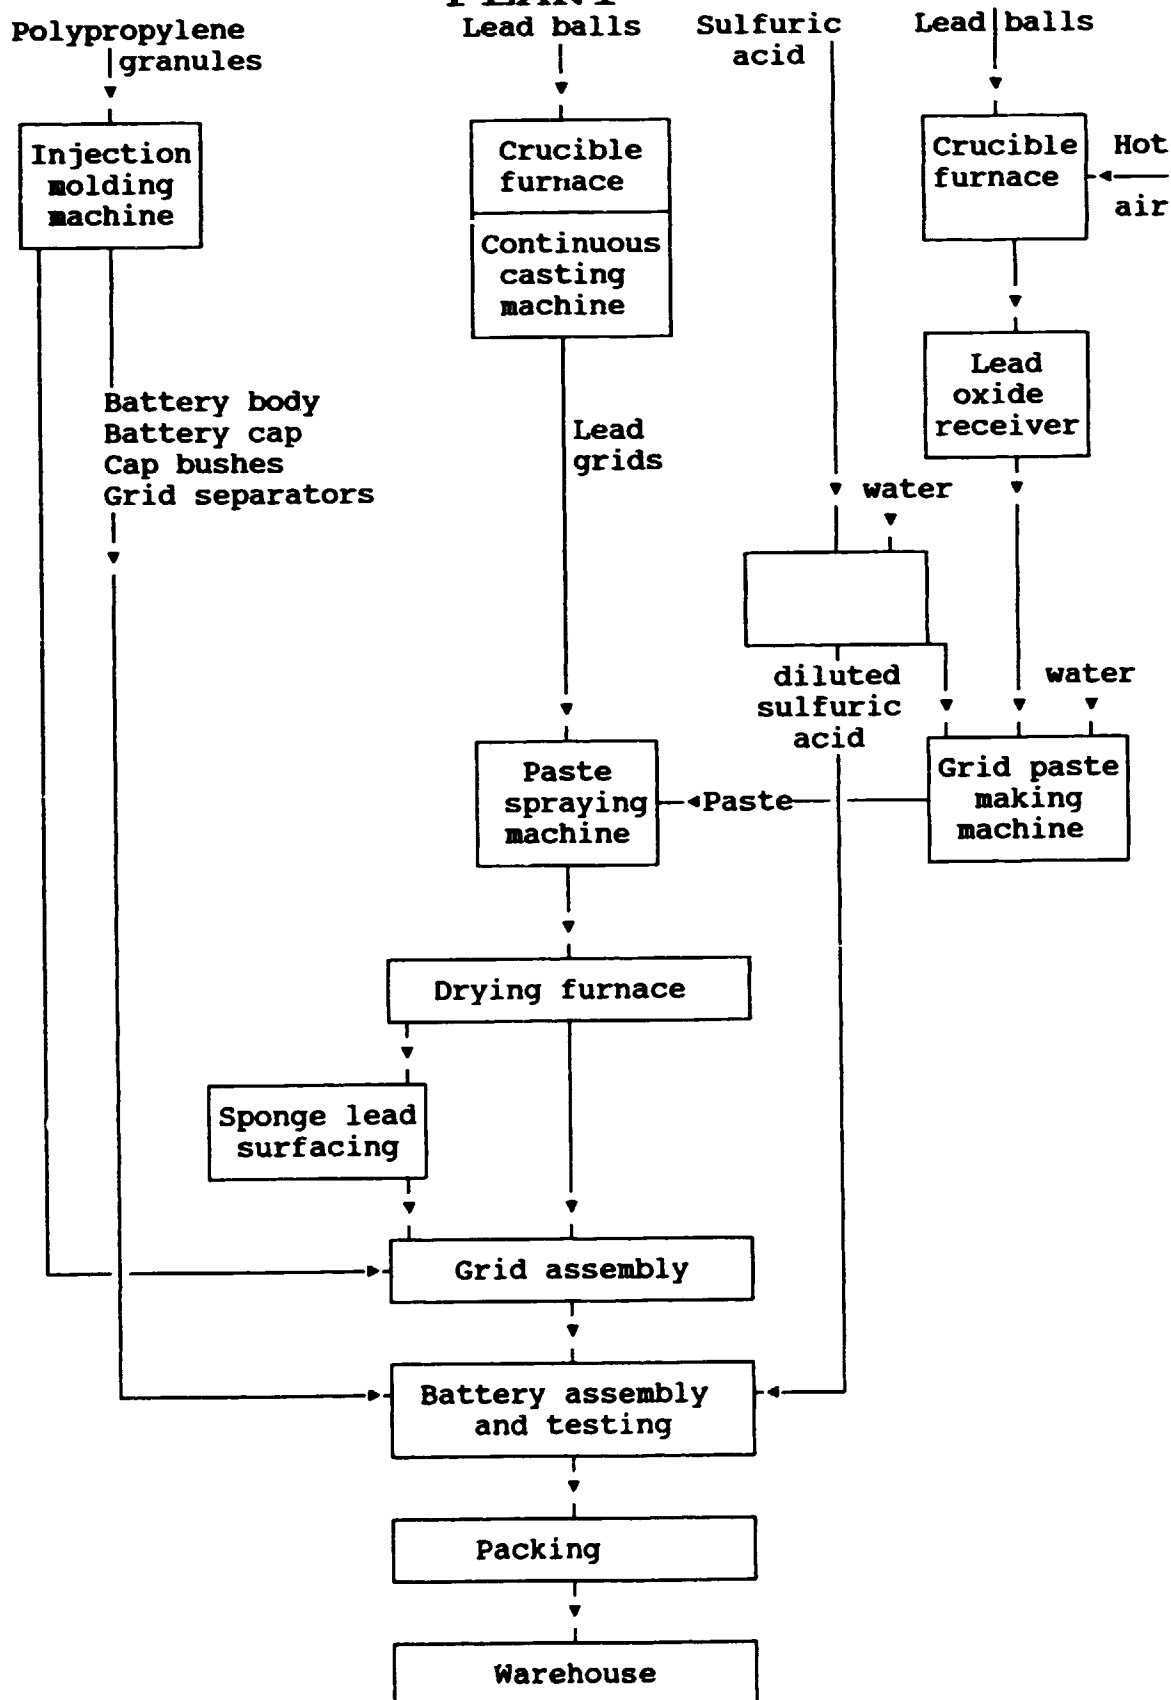 PLANT
Polypropylene
granules
Lead balls
Sulfuric
acid
Lead balls
Injection
molding
machine
Crucible
furnace
Continuous
casting
machine
Crucible
furnace
Hot
air
Lead
oxide
receiver
Battery body
Battery cap
Cap bushes
Grid separators
Lead
grids
water
diluted
sulfuric
acid
water
Paste
spraying
machine
Paste
Grid paste
making
machine
Drying furnace
Sponge lead
surfacing
Grid assembly
Battery assembly
and testing
Packing
Warehouse